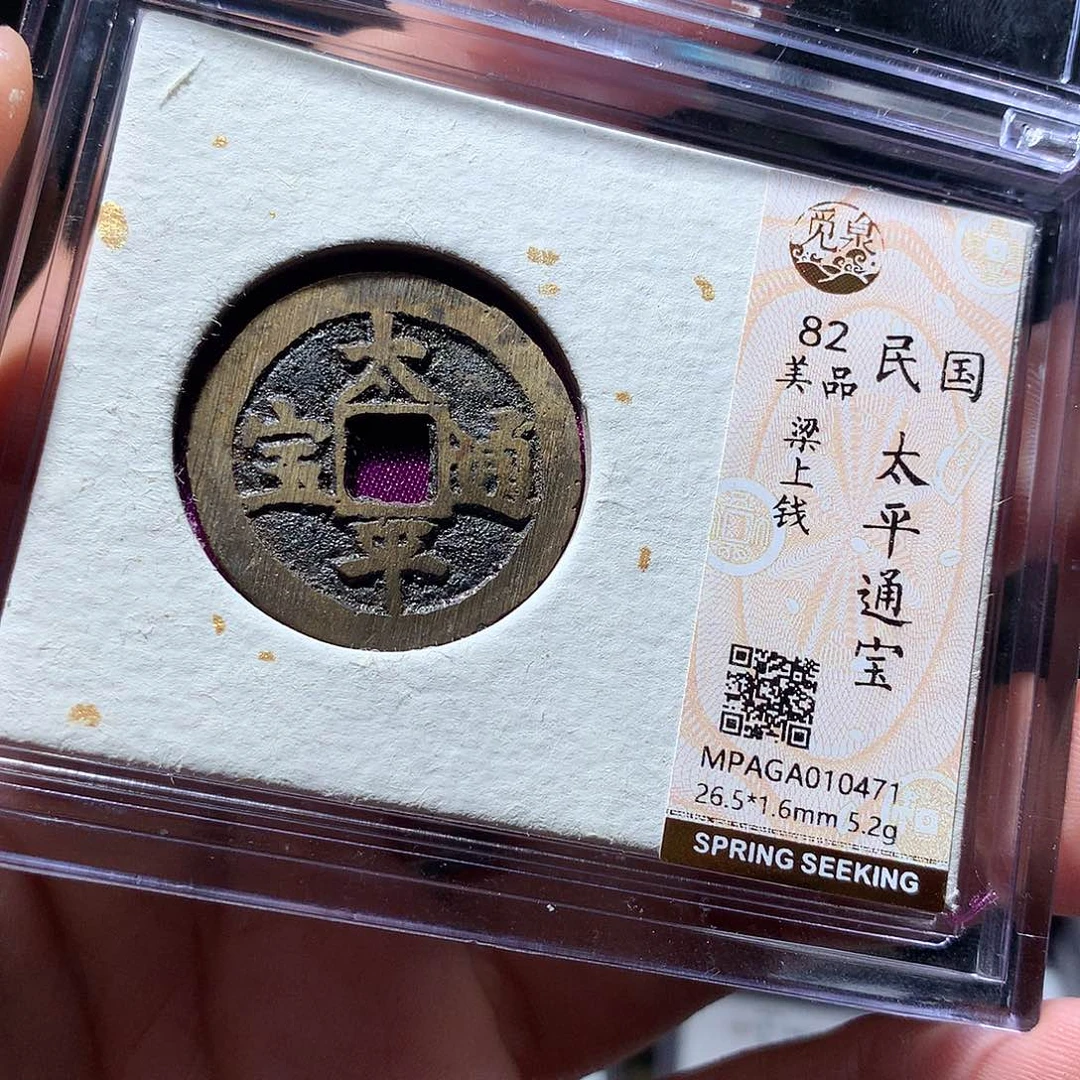 太
平
通
宝
觅泉
82
美品
梁上钱
民国
太平通宝
MPAGA010471
26.5*1.6mm 5.2g
SPRING SEEKING